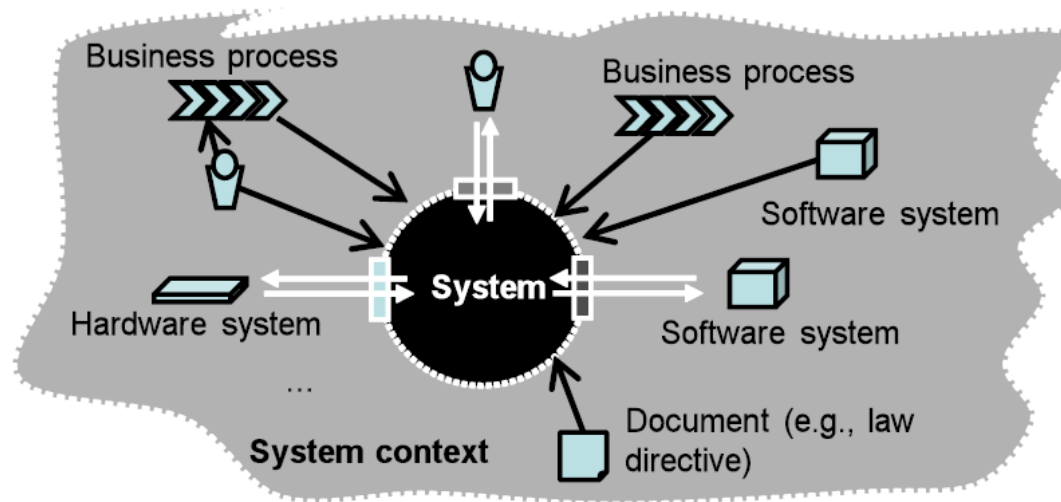 Business process
Business process
Software system
System
Hardware system
Software system
...
Document (e.g., law
directive)
System context